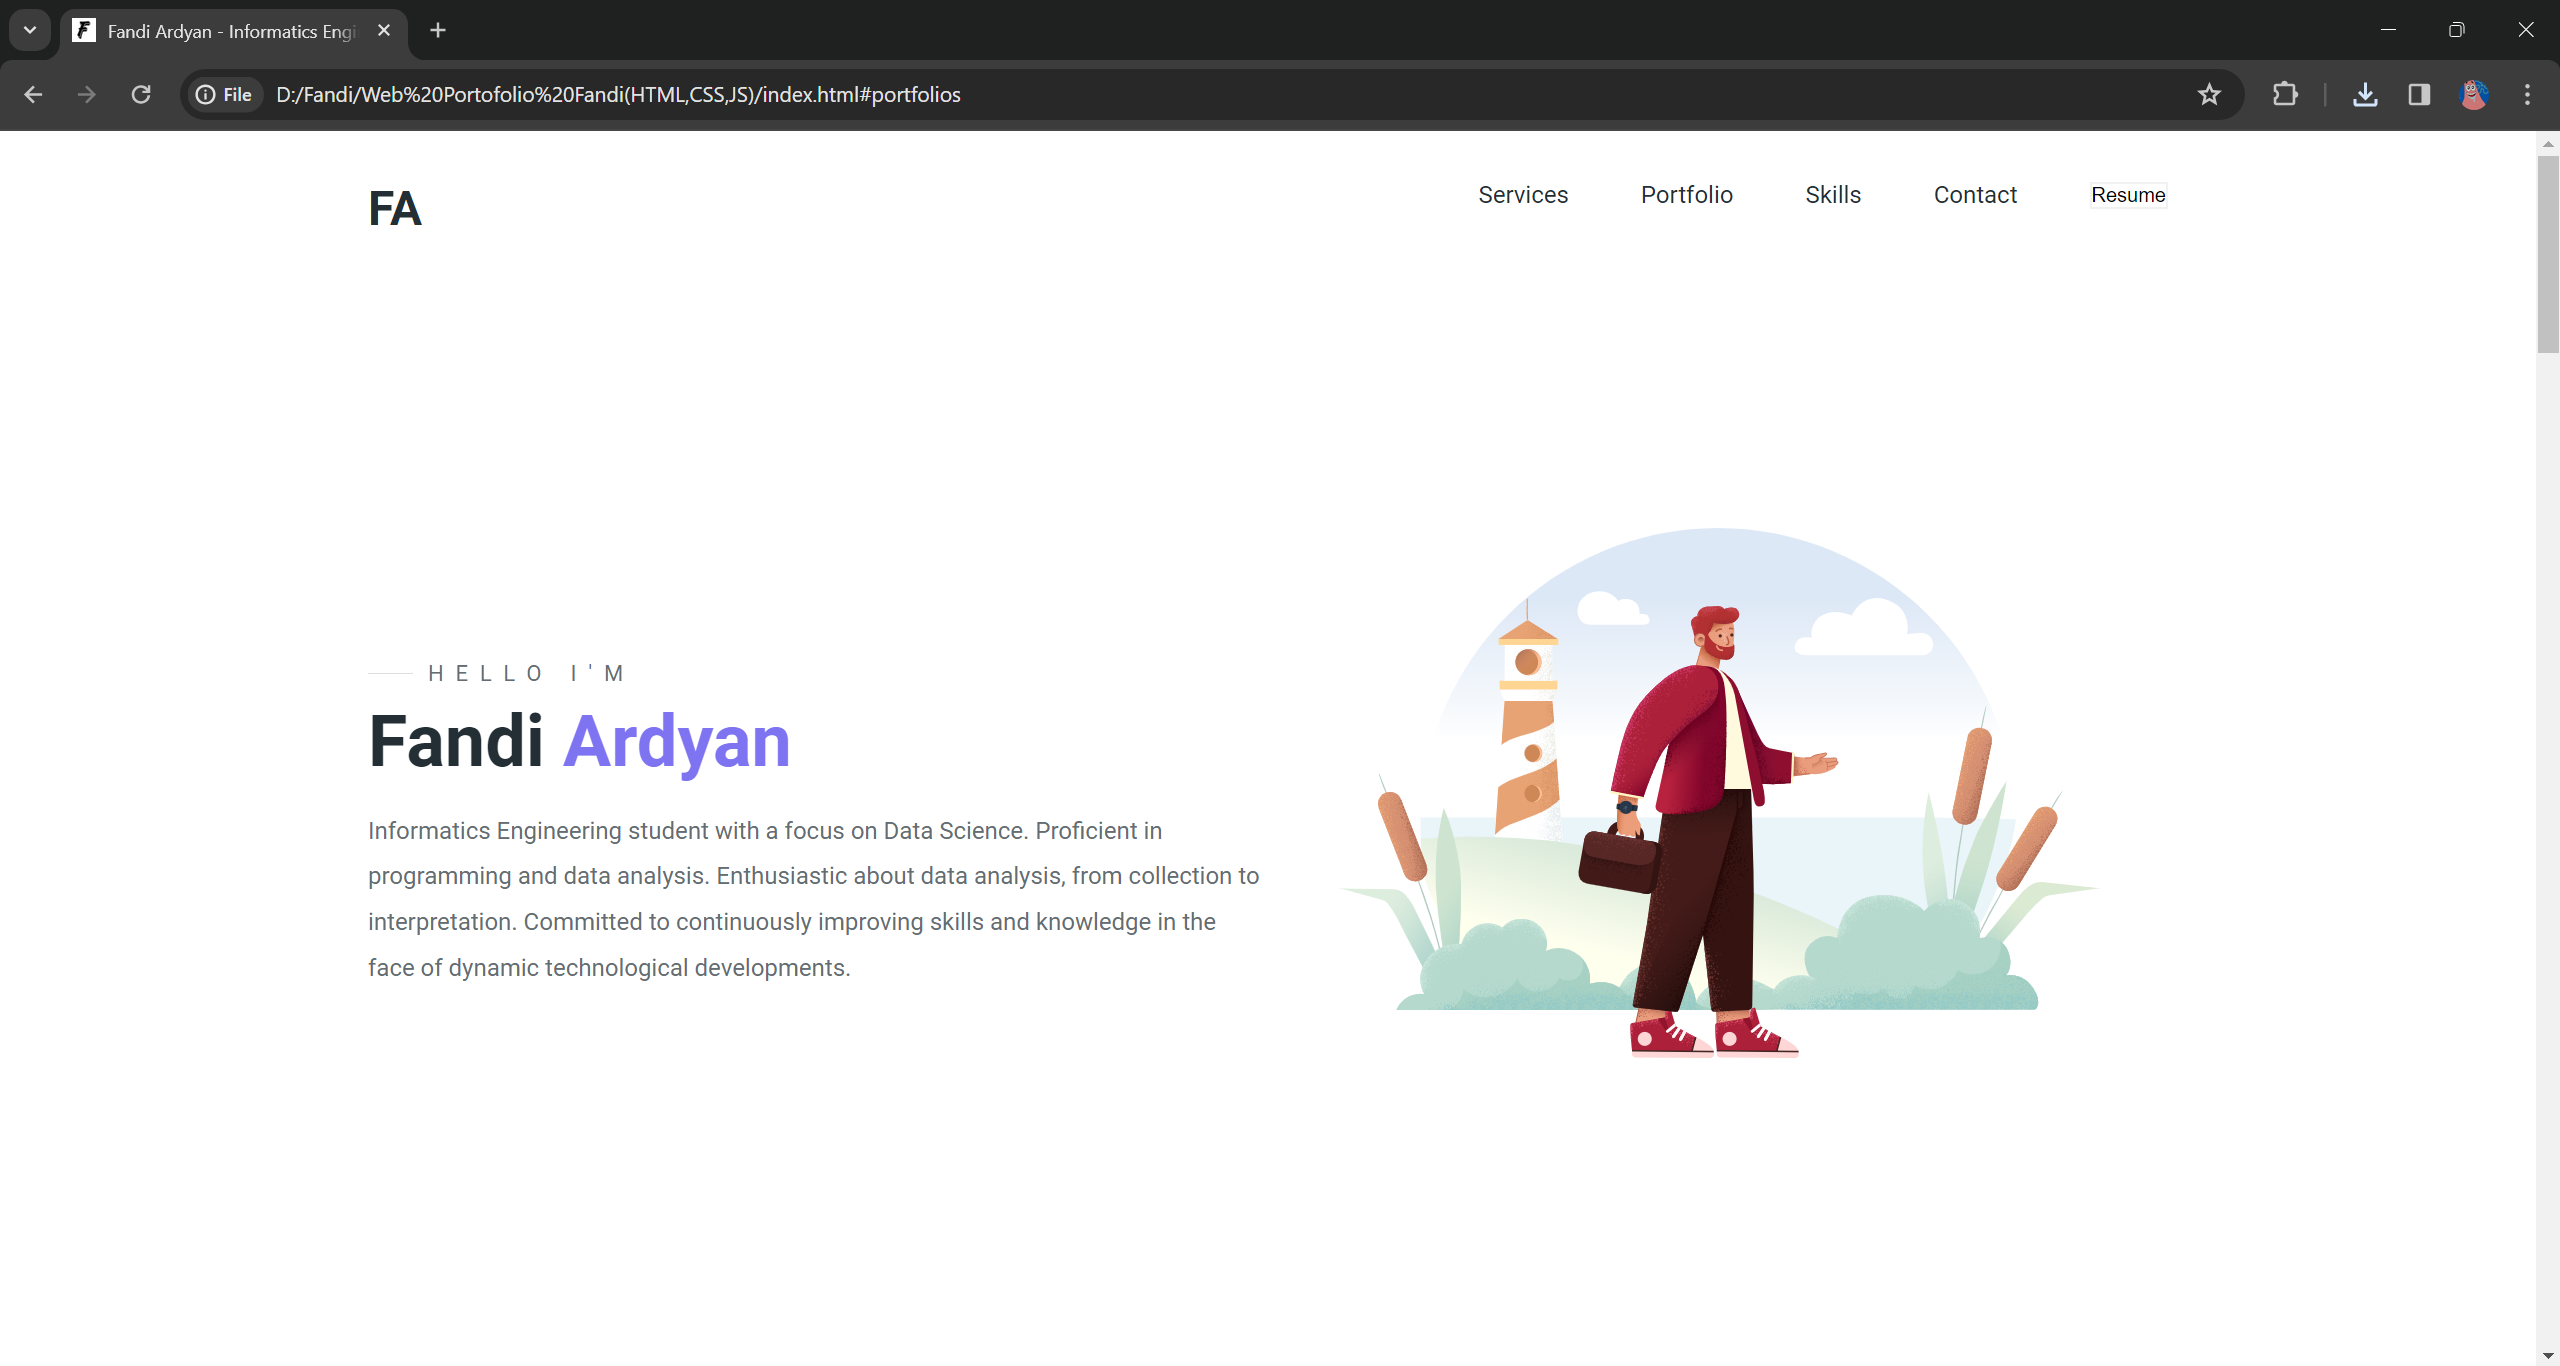 Fandi Ardyan - Informatics Engi
File D:/Fandi/Web%20Portofolio%20Fandi(HTML,CSS,JS)/index.html#portfolios
FA
Services Portfolio Skills Contact Resume
HELLO I'M
Fandi Ardyan
Informatics Engineering student with a focus on Data Science. Proficient in
programming and data analysis. Enthusiastic about data analysis, from collection to
interpretation. Committed to continuously improving skills and knowledge in the
face of dynamic technological developments.